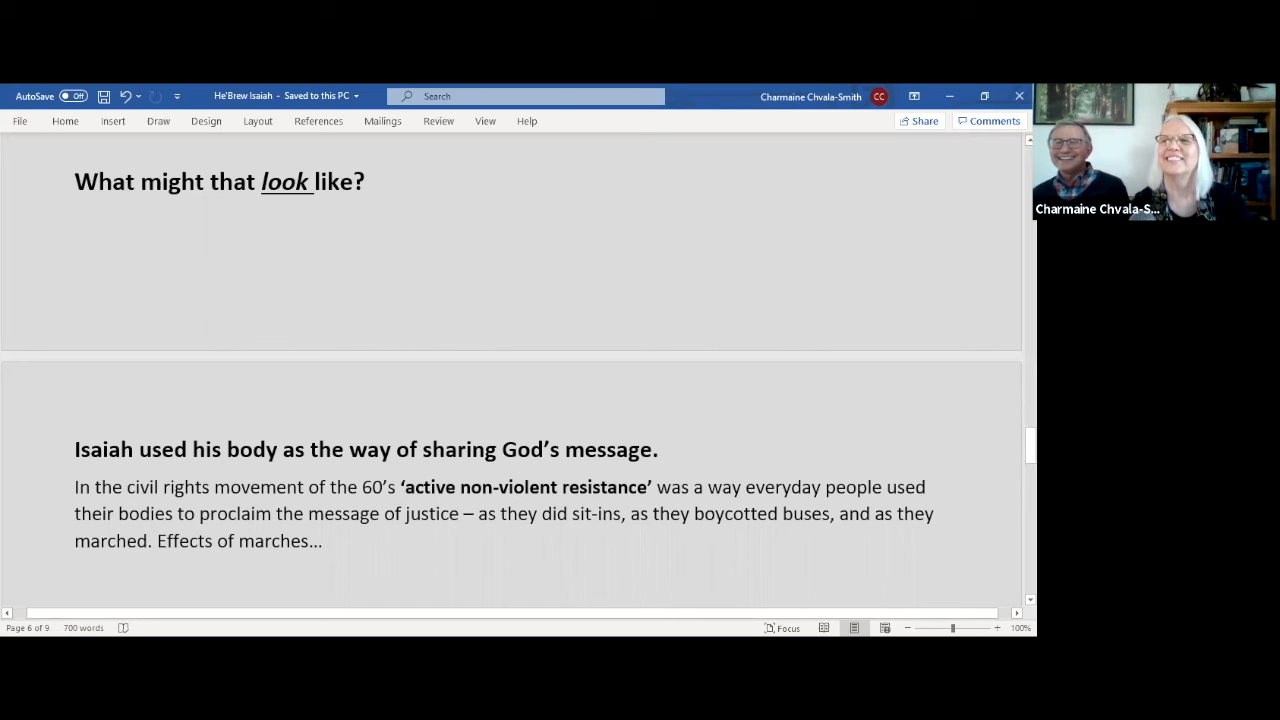 AutoSave Off He'Brew Isaiah - Saved to this PC Search Charmaine Chvala-Smith CC
File Home Insert Draw Design Layout References Mailings Review View Help Share Comments
What might that look like?
Charmaine Chvala-S...
Isaiah used his body as the way of sharing God’s message.
In the civil rights movement of the 60’s ‘active non-violent resistance’ was a way everyday people used
their bodies to proclaim the message of justice – as they did sit-ins, as they boycotted buses, and as they
marched. Effects of marches…
Page 6 of 9 700 words Focus 100%